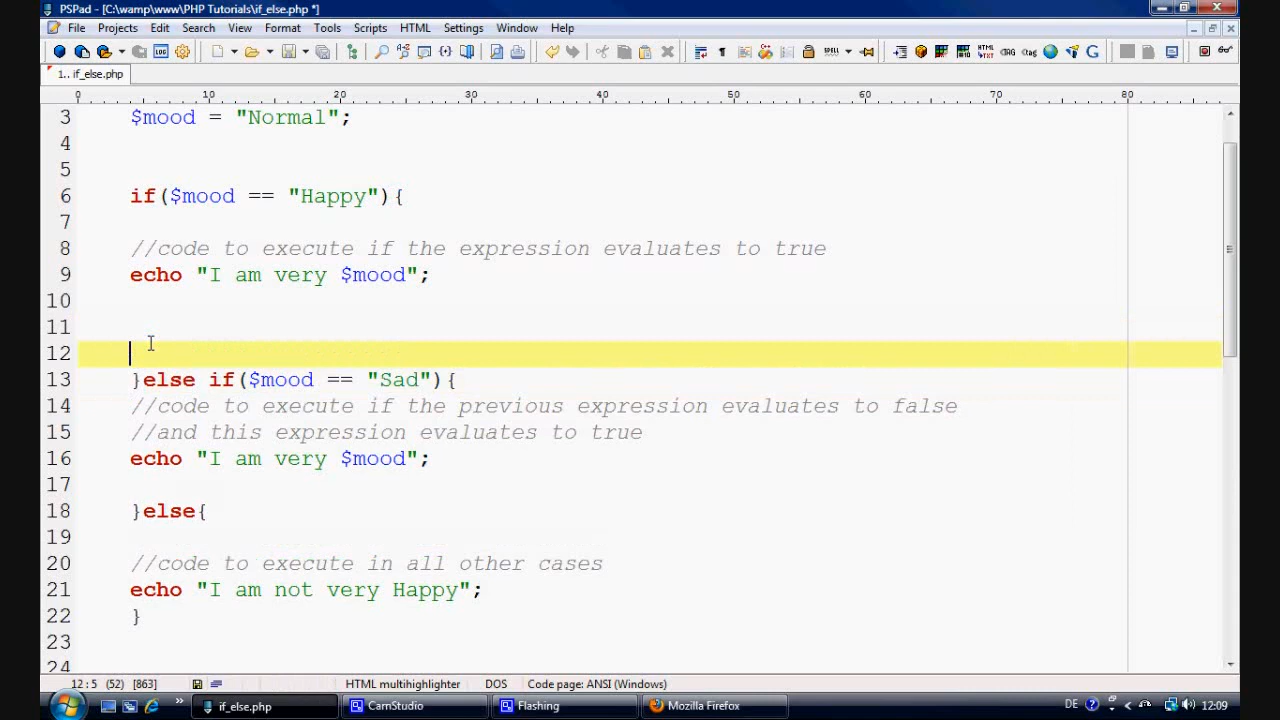 PSPad - [C:\wamp\www\PHP Tutorials\if_else.php *]
File Projects Edit Search View Format Tools Scripts HTML Settings Window Help
1.. if_else.php
0 10 20 30 40 50 60 70 80
3 $mood = "Normal";
4
5
6 if($mood == "Happy"){
7
8 //code to execute if the expression evaluates to true
9 echo "I am very $mood";
10
11
12
13 }else if($mood == "Sad"){
14 //code to execute if the previous expression evaluates to false
15 //and this expression evaluates to true
16 echo "I am very $mood";
17
18 }else{
19
20 //code to execute in all other cases
21 echo "I am not very Happy";
22 }
23
24
12:5 (52) [863] HTML multihighlighter DOS Code page: ANSI (Windows)
if_else.php CamStudio Flashing Mozilla Firefox DE 12:09